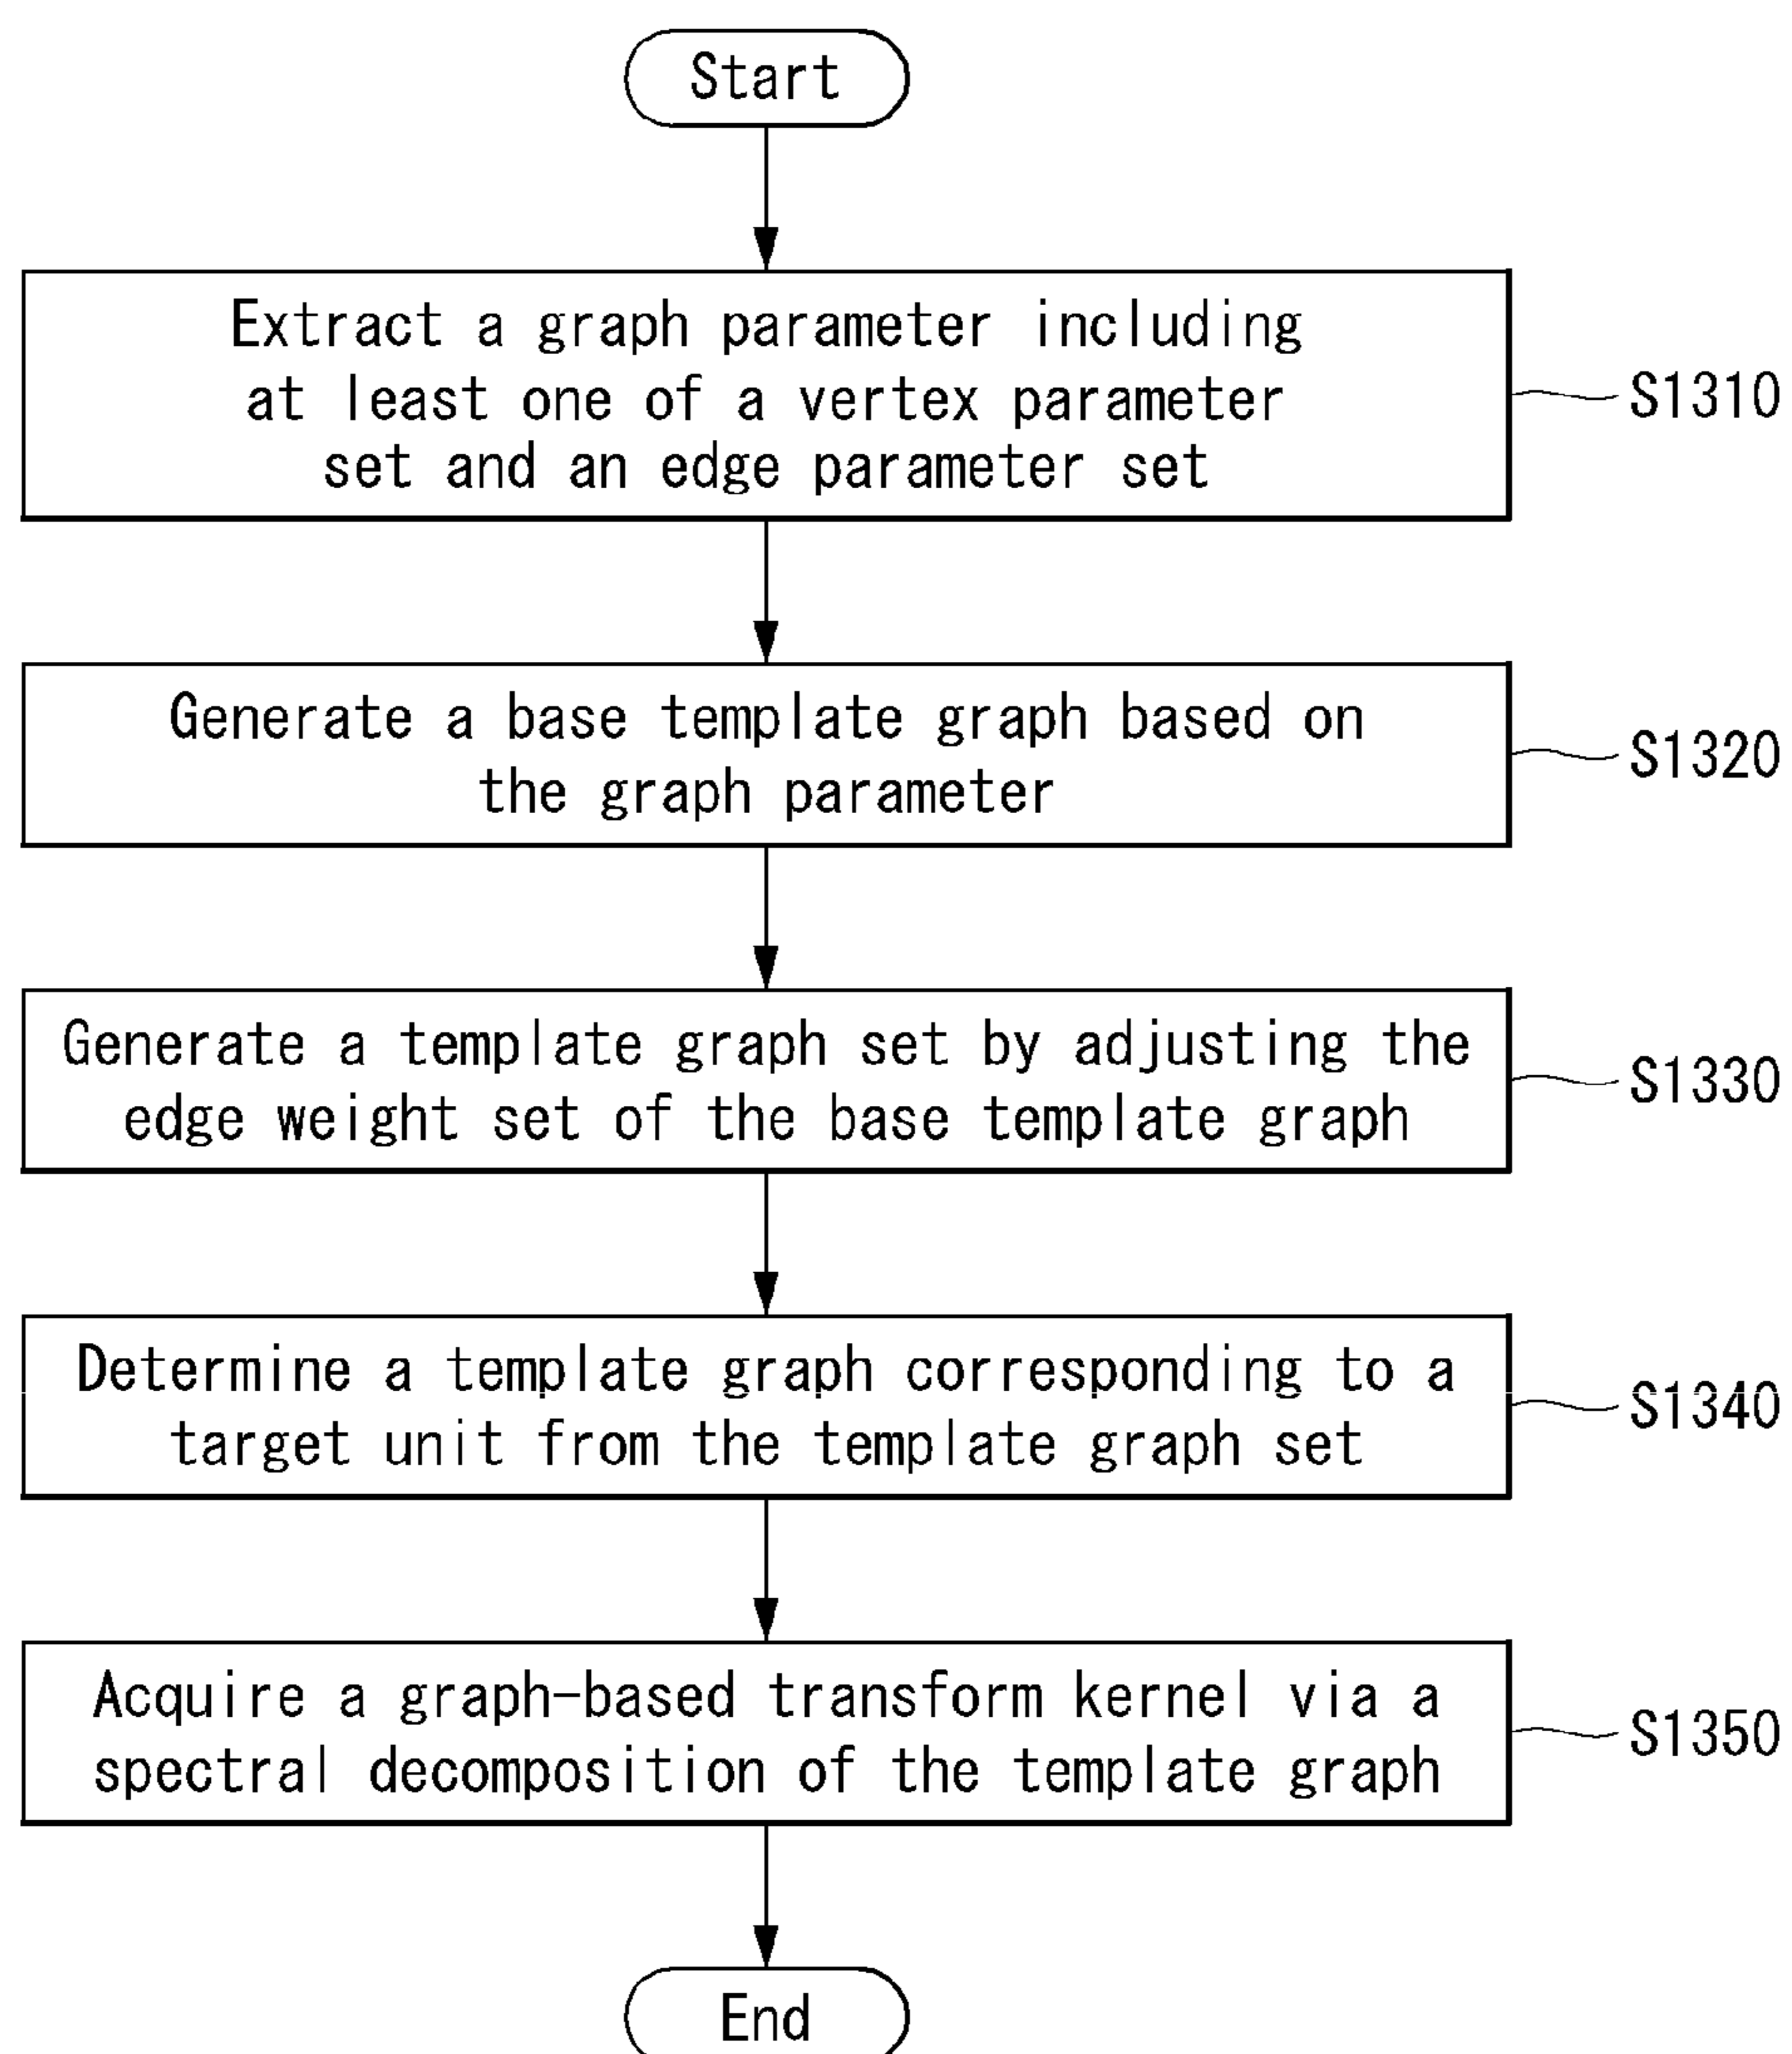 Start
Extract a graph parameter including
at least one of a vertex parameter
set and an edge parameter set
S1310
Generate a base template graph based on
the graph parameter
S1320
Generate a template graph set by adjusting the
edge weight set of the base template graph
S1330
Determine a template graph corresponding to a
target unit from the template graph set
S1340
Acquire a graph-based transform kernel via a
spectral decomposition of the template graph
S1350
End